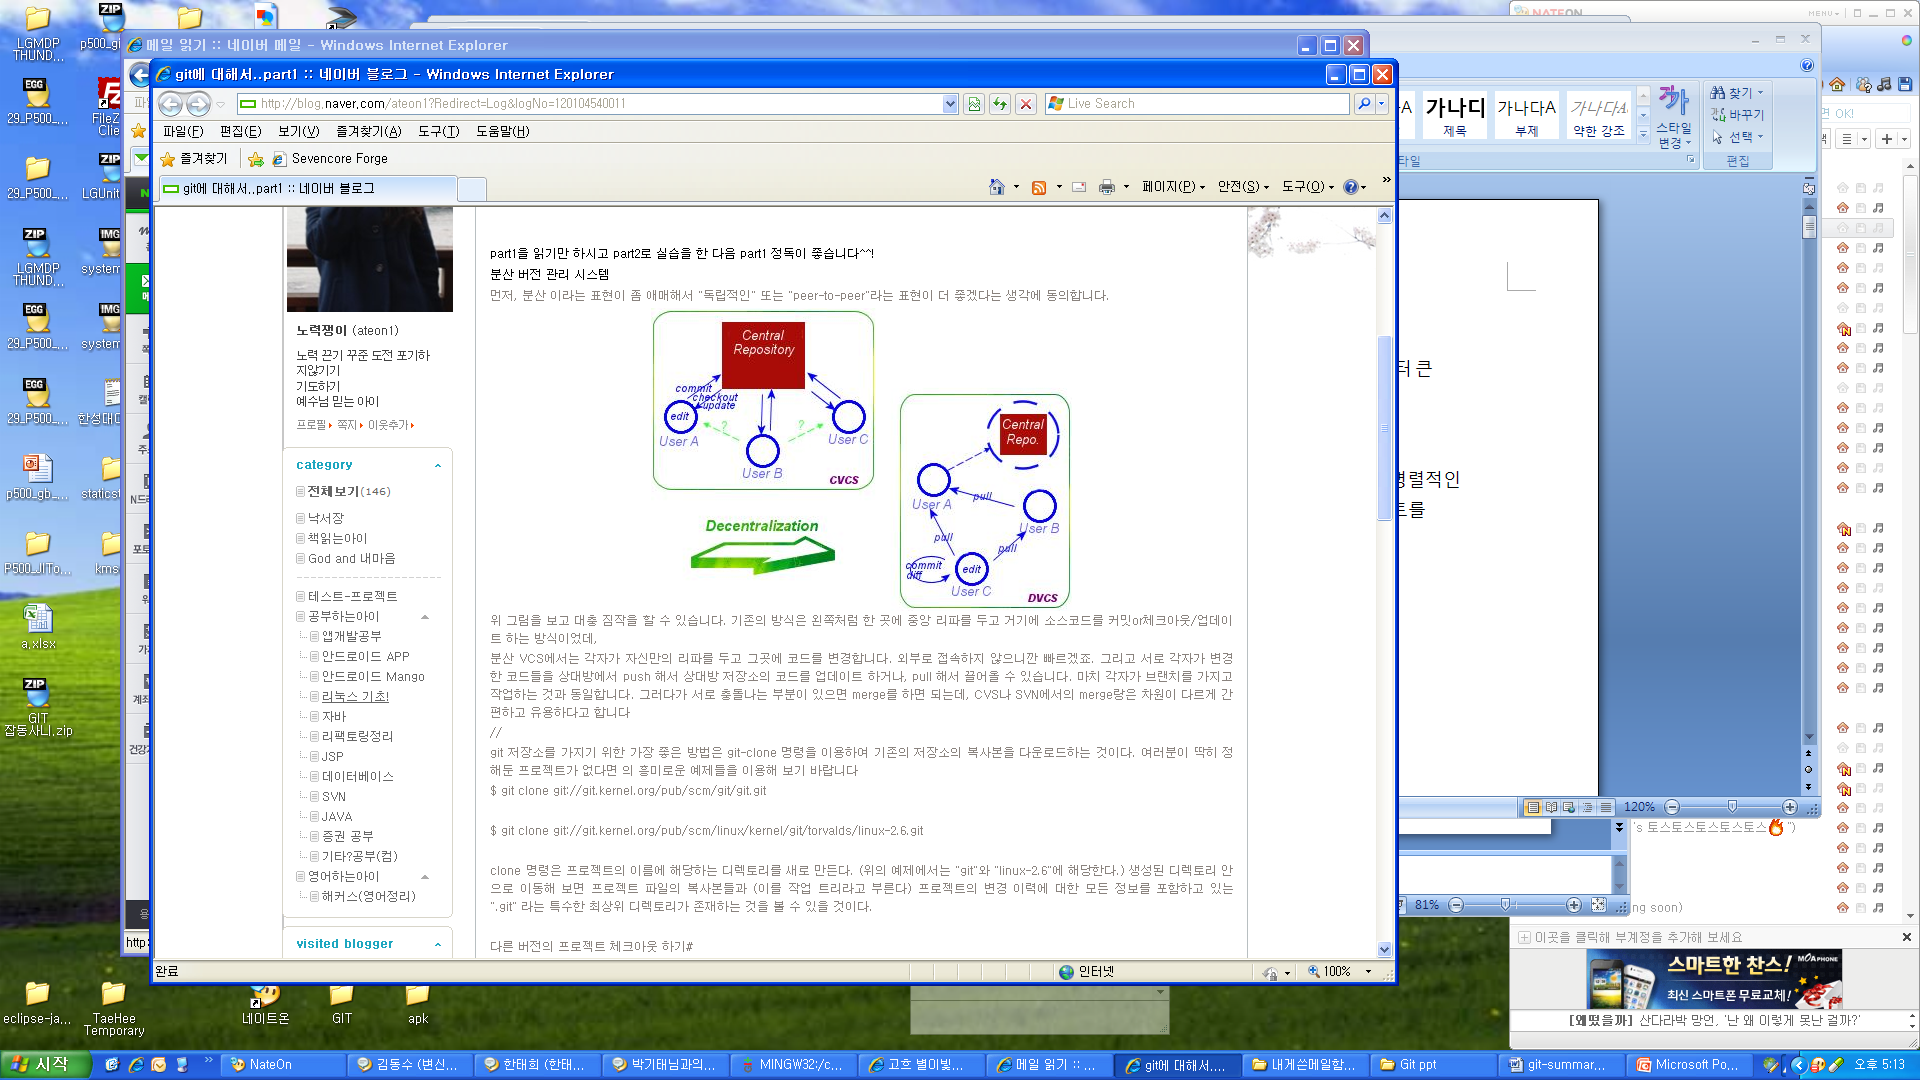 LGMDP
THUND...
p500_gi
29_P500_...
FileZ
Cli
29_P500_...
LGUnit
LGMDP
THUND...
system
29_P500_...
system
29_P500_...
한성대
p500_gb_...
statics
P500_JITo...
kms
a.xlsx
GIT
잡동사니.zip
eclipse-ja...
TaeHee
Temporary
네이트온
GIT
apk
메일 읽기 :: 네이버 메일 - Windows Internet Explorer
git에 대해서..part1 :: 네이버 블로그 - Windows Internet Explorer
http://blog.naver.com/ateon1?Redirect=Log&logNo=120104540011
Live Search
파일(F) 편집(E) 보기(V) 즐겨찾기(A) 도구(T) 도움말(H)
즐겨찾기 Sevencore Forge
git에 대해서..part1 :: 네이버 블로그
페이지(P) 안전(S) 도구(O)
노력쟁이 (ateon1)
노력 끈기 꾸준 도전 포기하
지않기기
기도하기
예수님 믿는 아이
프로필 쪽지 이웃추가
category
전체보기 (146)
낙서장
책읽는아이
God and 내마음
테스트-프로젝트
공부하는아이
앱개발공부
안드로이드 APP
안드로이드 Mango
리눅스 기초!
자바
리팩토링정리
JSP
데이터베이스
SVN
JAVA
증권 공부
기타?공부(컴)
영어하는아이
해커스(영어정리)
visited blogger
part1을 읽기만 하시고 part2로 실습을 한 다음 part1 정독이 좋습니다^^!
분산 버전 관리 시스템
먼저, 분산 이라는 표현이 좀 애매해서 "독립적인" 또는 "peer-to-peer"라는 표현이 더 좋겠다는 생각에 동의합니다.
Central
Repository
commit
checkout
update
edit
? ?
User A
User B
User C
CVCS
Decentralization
Central
Repo.
User A
pull
User B
pull
pull
commit
diff
edit
User C
DVCS
위 그림을 보고 대충 짐작을 할 수 있습니다. 기존의 방식은 왼쪽처럼 한 곳에 중앙 리파를 두고 거기에 소스코드를 커밋or체크아웃/업데이
트 하는 방식이었데,
분산 VCS에서는 각자가 자신만의 리파를 두고 그곳에 코드를 변경합니다. 외부로 접속하지 않으니깐 빠르겠죠. 그리고 서로 각자가 변경
한 코드들을 상대방에서 push 해서 상대방 저장소의 코드를 업데이트 하거나, pull 해서 끌어올 수 있습니다. 마치 각자가 브랜치를 가지고
작업하는 것과 동일합니다. 그러다가 서로 충돌나는 부분이 있으면 merge를 하면 되는데, CVS나 SVN에서의 merge랑은 차원이 다르게 간
편하고 유용하다고 합니다
//
git 저장소를 가지기 위한 가장 좋은 방법은 git-clone 명령을 이용하여 기존의 저장소의 복사본을 다운로드하는 것이다. 여러분이 딱히 정
해둔 프로젝트가 없다면 의 흥미로운 예제들을 이용해 보기 바랍니다
$ git clone git://git.kernel.org/pub/scm/git/git.git
$ git clone git://git.kernel.org/pub/scm/linux/kernel/git/torvalds/linux-2.6.git
clone 명령은 프로젝트의 이름에 해당하는 디렉토리를 새로 만든다. (위의 예제에서는 "git"와 "linux-2.6"에 해당한다.) 생성된 디렉토리 안
으로 이동해 보면 프로젝트 파일의 복사본들과 (이를 작업 트리라고 부른다) 프로젝트의 변경 이력에 대한 모든 정보를 포함하고 있는
".git" 라는 특수한 최상위 디렉토리가 존재하는 것을 볼 수 있을 것이다.
다른 버전의 프로젝트 체크아웃 하기#
http:
완료
인터넷
100%
NATEON
MENU
가나디
제목
가나다A
부제
가나다A
약한 강조
스타일
변경
찾기
바꾸기
선택
타일
편집
면 OK!
터 큰
병렬적인
트를
120%
's 토스토스토스토스토스 ")
81%
ng soon)
이곳을 클릭해 부계정을 추가해 보세요
스마트한 찬스!
MOAPHONE
최신 스마트폰 무료교체!
[왜떴을까] 산다라박 망언, '난 왜 이렇게 못난 걸까?'
시작
NateOn
김동수 (변신...
한태희 (한태...
박기태님과의...
MINGW32:/c...
고흐 별이빛...
메일 읽기 :: ...
git에 대해서....
내게쓴메일함...
Git ppt
git-summar...
Microsoft Po...
오후 5:13